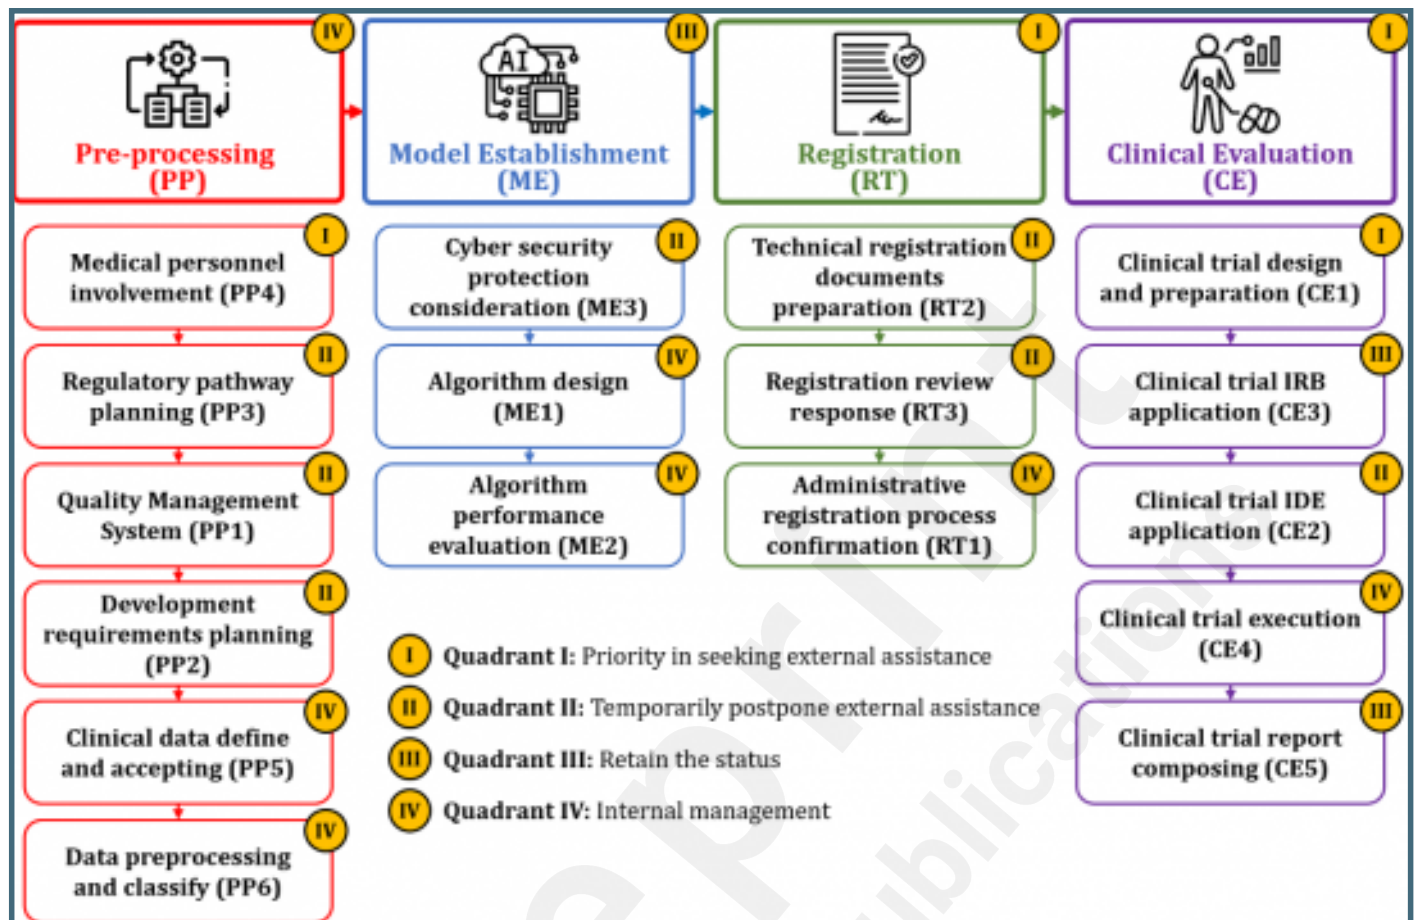 IV
AI
Pre-processing
(PP)
III
Model Establishment
(ME)
I
Registration
(RT)
I
Clinical Evaluation
(CE)
I
Medical personnel
involvement (PP4)
II
Regulatory pathway
planning (PP3)
II
Quality Management
System (PP1)
II
Development
requirements planning
(PP2)
IV
Clinical data define
and accepting (PP5)
IV
Data preprocessing
and classify (PP6)
II
Cyber security
protection
consideration (ME3)
IV
Algorithm design
(ME1)
IV
Algorithm
performance
evaluation (ME2)
II
Technical registration
documents
preparation (RT2)
II
Registration review
response (RT3)
IV
Administrative
registration process
confirmation (RT1)
I
Clinical trial design
and preparation (CE1)
III
Clinical trial IRB
application (CE3)
II
Clinical trial IDE
application (CE2)
IV
Clinical trial execution
(CE4)
III
Clinical trial report
composing (CE5)
I Quadrant I: Priority in seeking external assistance
II Quadrant II: Temporarily postpone external assistance
III Quadrant III: Retain the status
IV Quadrant IV: Internal management
eprint
ublications